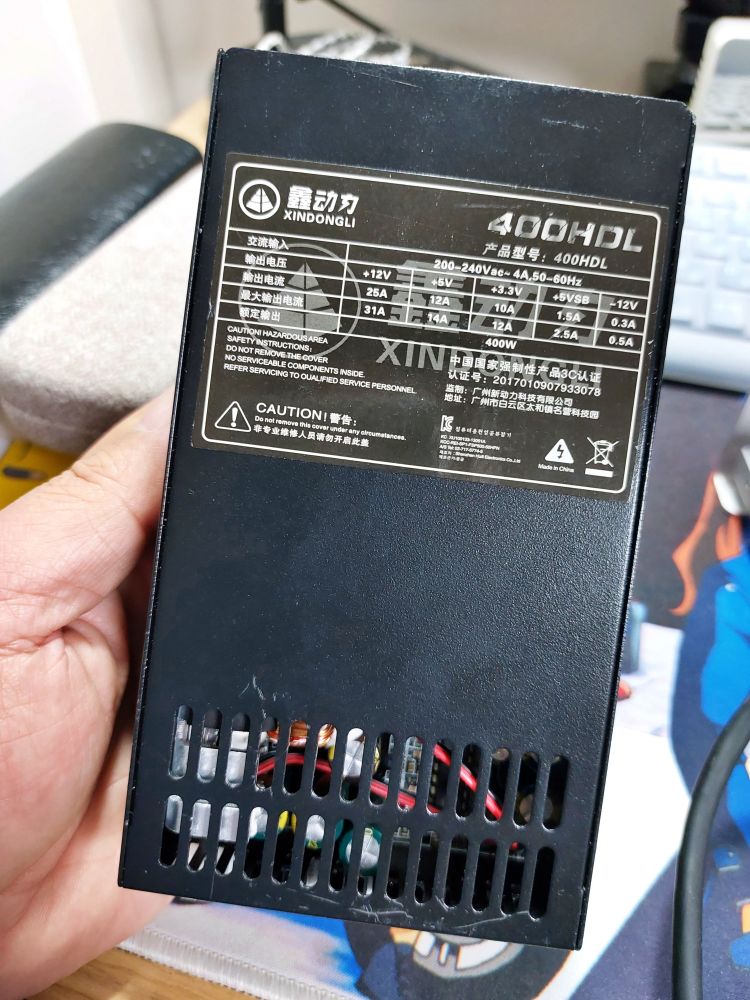 鑫动力
XINDONGLI
400HDL
产品型号：400HDL
交流输入 200-240Vac~ 4A,50-60Hz
输出电压 +12V +5V +3.3V +5VSB -12V
输出电流 25A 12A 10A 1.5A 0.3A
最大输出电流 31A 14A 12A 2.5A 0.5A
额定输出 400W
鑫动力
XINDONGLI
CAUTION! HAZARDOUS AREA
SAFETY INSTRUCTIONS:
DO NOT REMOVE THE COVER
NO SERVICEABLE COMPONENTS INSIDE.
REFER SERVICING TO QUALIFIED SERVICE PERSONNEL
中国国家强制性产品3C认证
认证号：2017010907933078
监制：广州新动力科技有限公司
地址：广州市白云区太和镇名营科技园
CAUTION! 警告：
Do not remove this cover under any circumstances.
非专业维修人员请勿开启此盖
Made in China